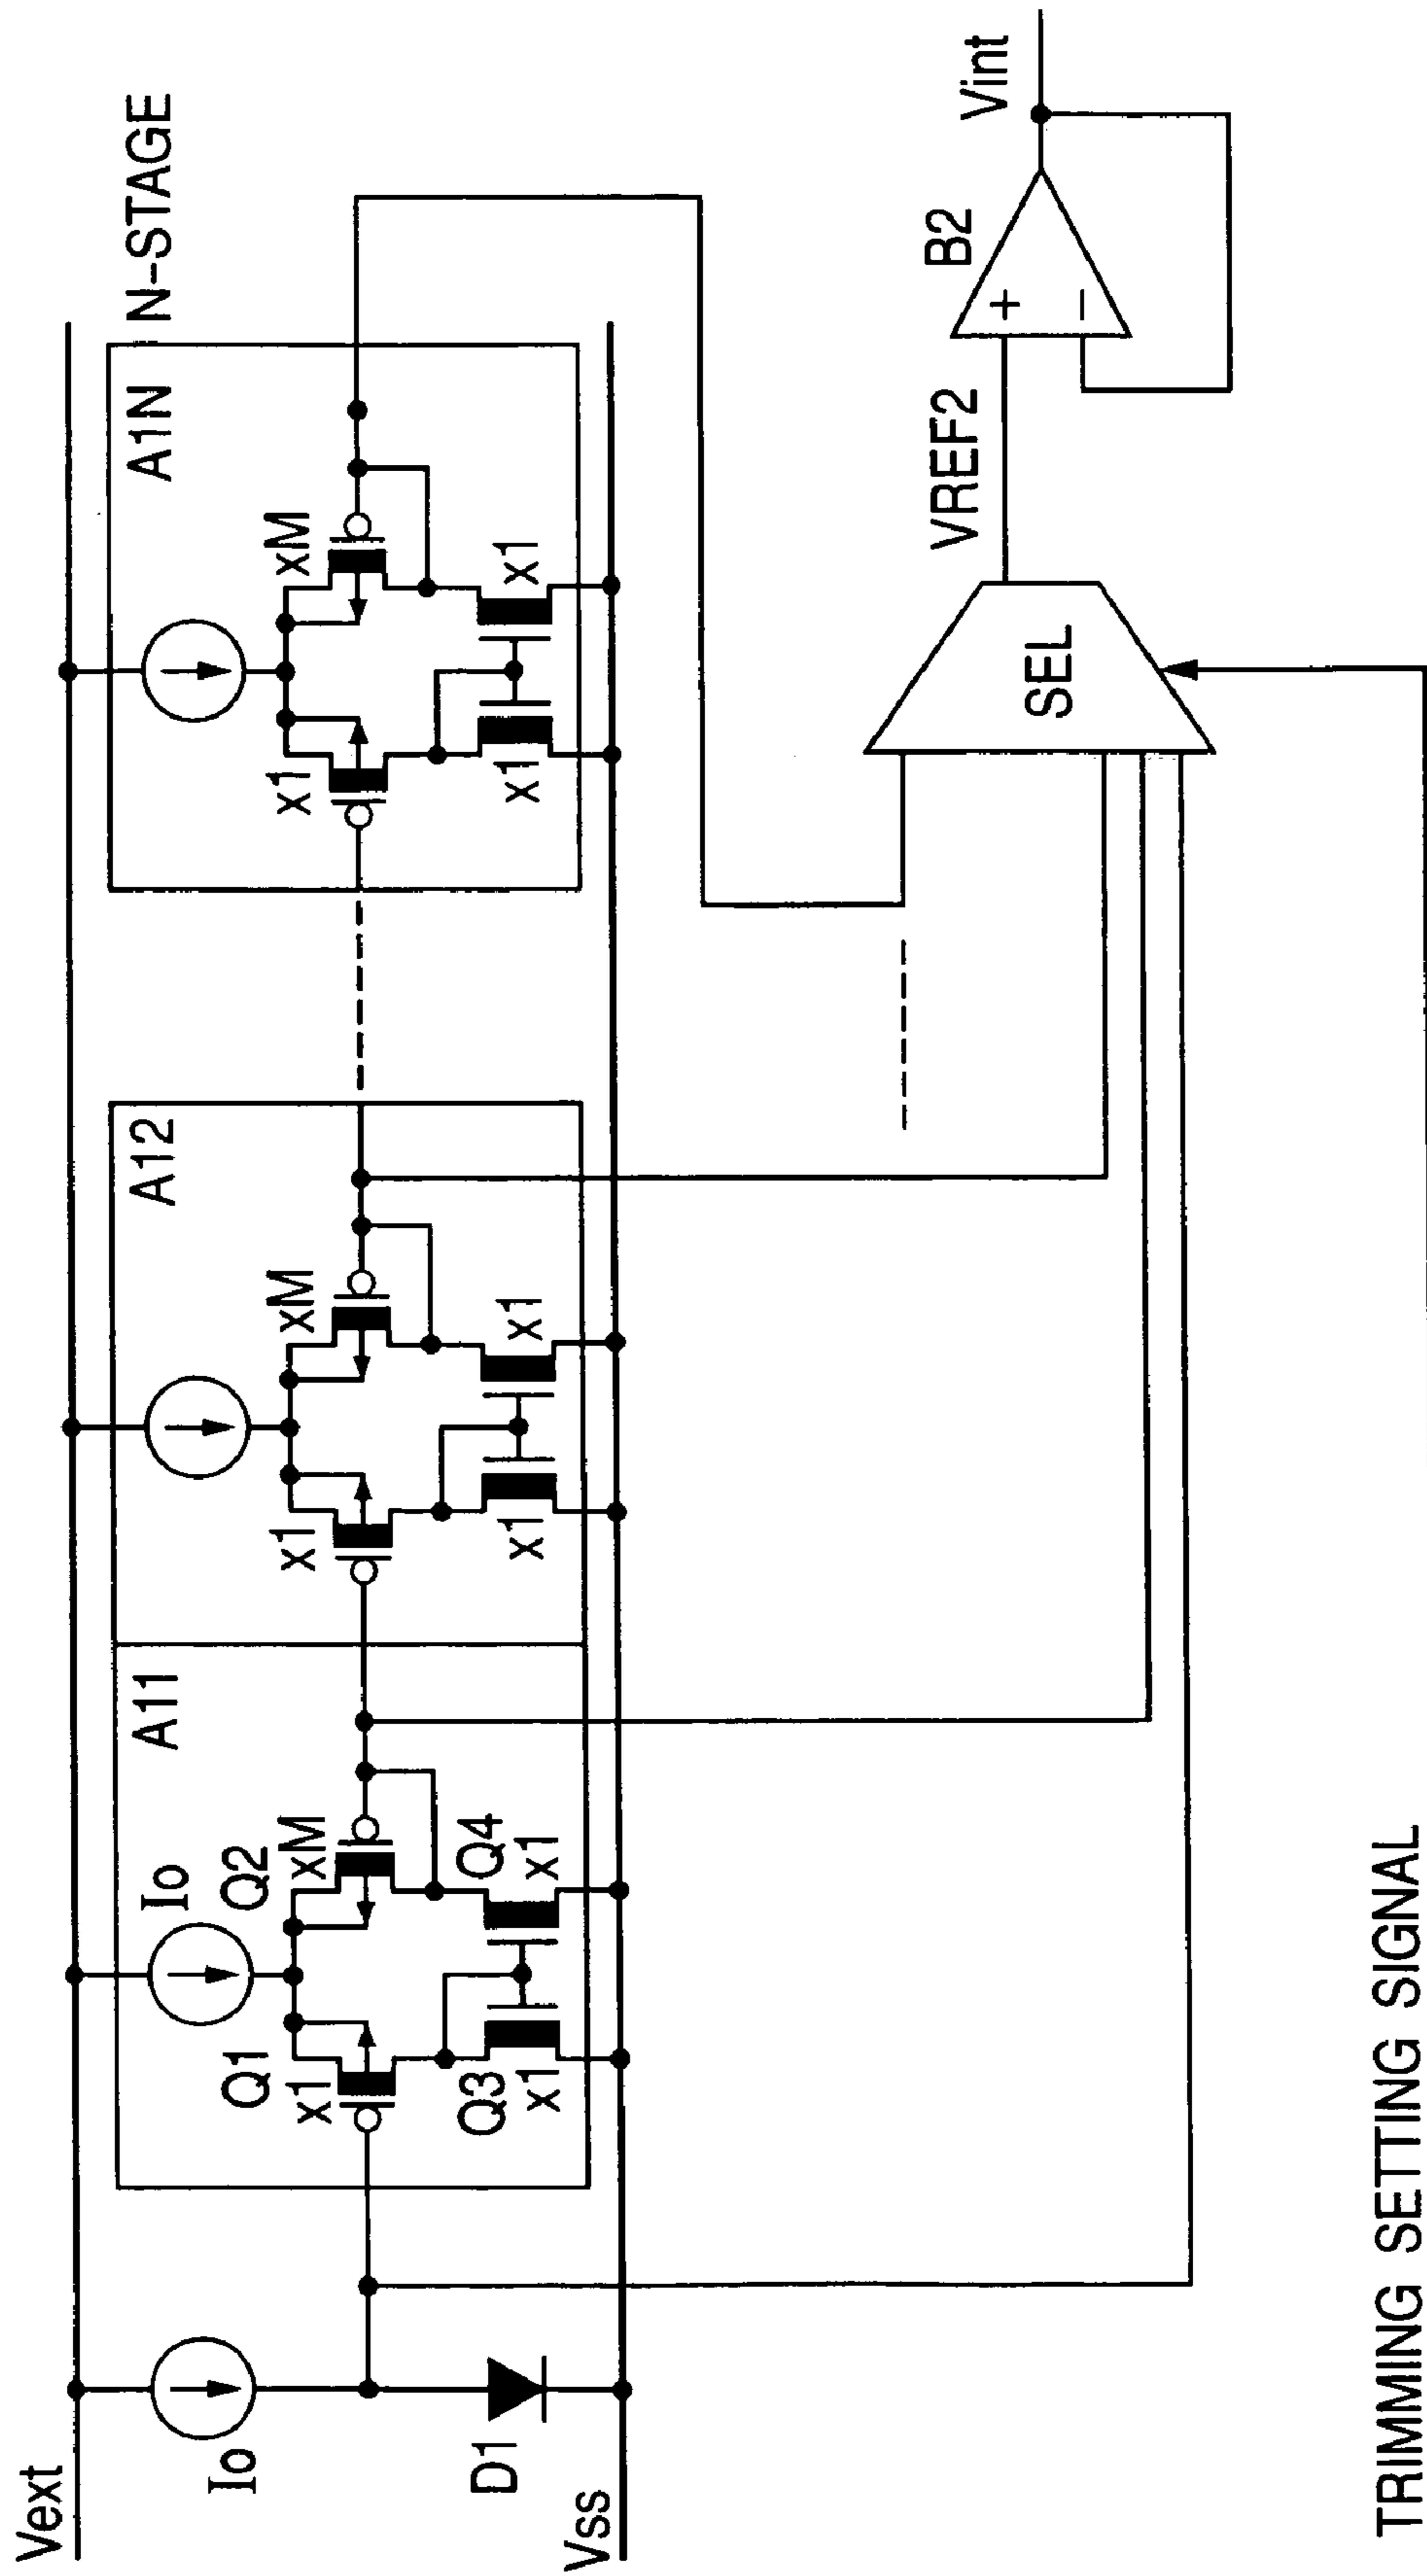 Vext
Io
D1
Vss
A11
Io
Q1
x1
Q2
xM
Q3
x1
Q4
x1
A12
x1
xM
x1
x1
A1N
N-STAGE
x1
xM
x1
x1
SEL
VREF2
B2
+
−
Vint
TRIMMING SETTING SIGNAL